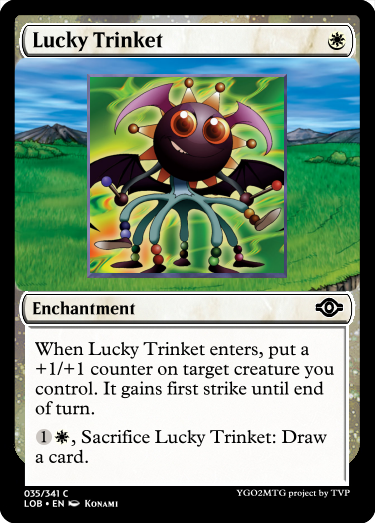 Lucky Trinket
Enchantment
When Lucky Trinket enters, put a
+1/+1 counter on target creature you
control. It gains first strike until end
of turn.
1, Sacrifice Lucky Trinket: Draw
a card.
035/341 C
YGO2MTG project by TVP
LOB • EN Konami